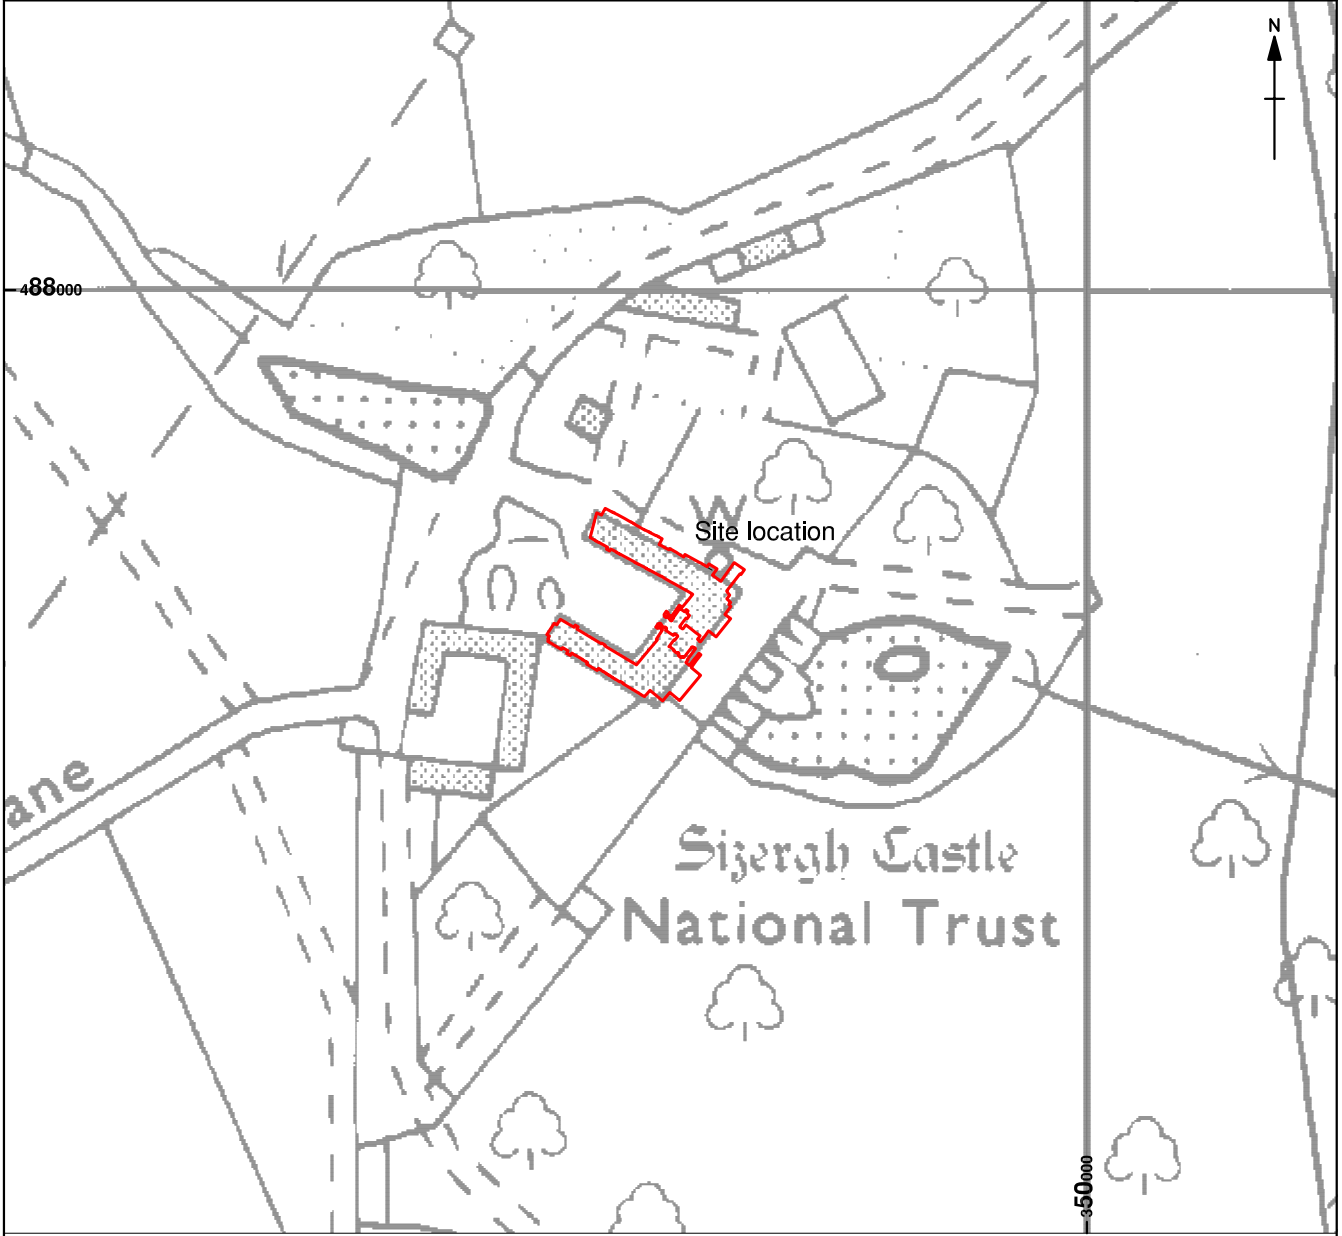 N
488000
W
Site location
ane
Sizergh Castle
National Trust
350000